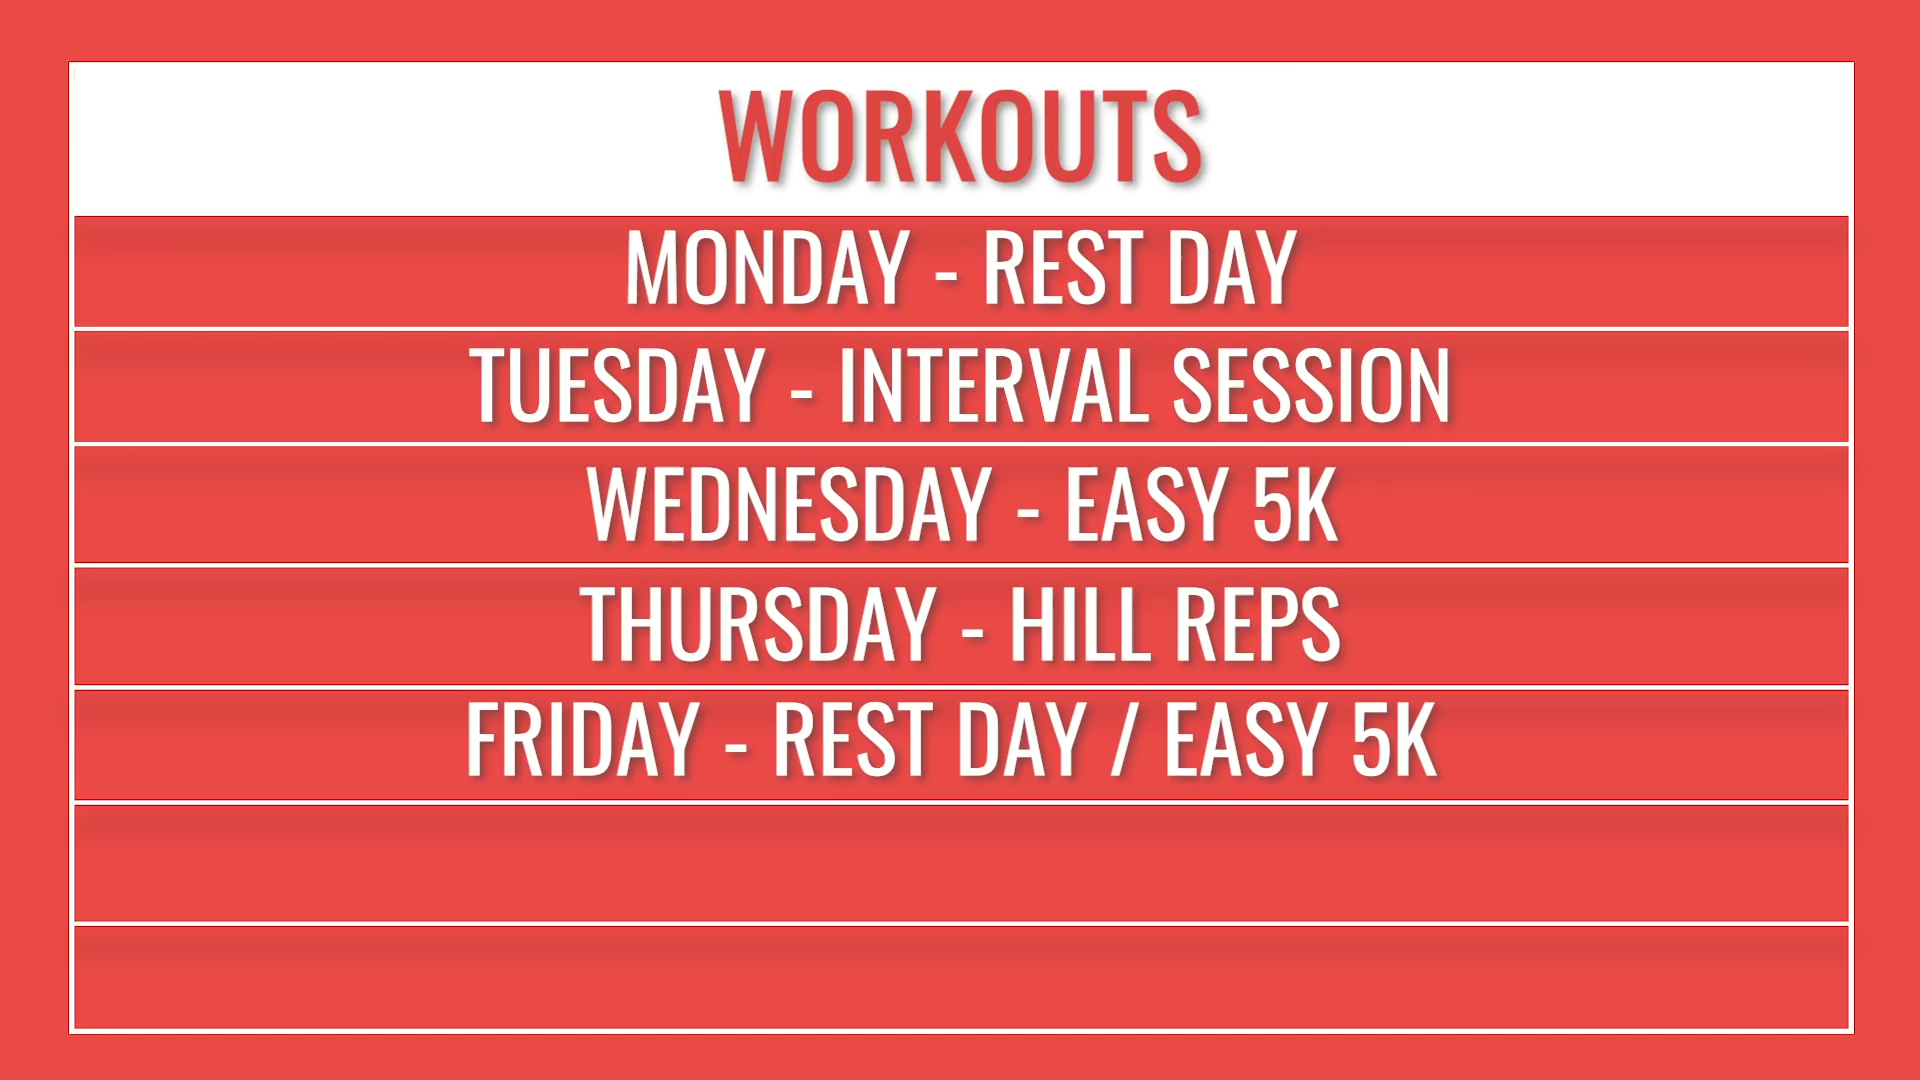 WORKOUTS
MONDAY - REST DAY
TUESDAY - INTERVAL SESSION
WEDNESDAY - EASY 5K
THURSDAY - HILL REPS
FRIDAY - REST DAY / EASY 5K